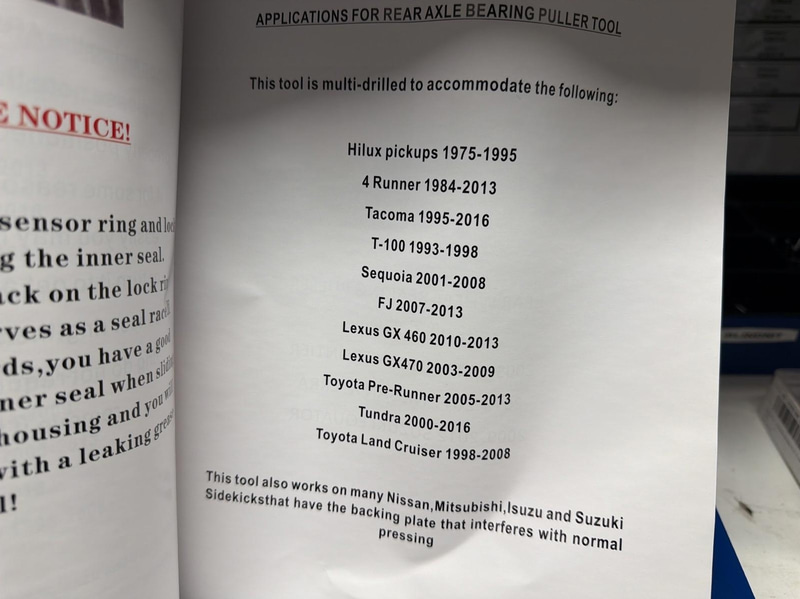 E NOTICE!
sensor ring and
g the inner seal.
ack on the lock
rves as a seal
ds,you have a good
ner seal when
housing and you
with a leaking
l!
APPLICATIONS FOR REAR AXLE BEARING PULLER TOOL
This tool is multi-drilled to accommodate the following:
Hilux pickups 1975-1995
4 Runner 1984-2013
Tacoma 1995-2016
T-100 1993-1998
Sequoia 2001-2008
FJ 2007-2013
Lexus GX 460 2010-2013
Lexus GX470 2003-2009
Toyota Pre-Runner 2005-2013
Tundra 2000-2016
Toyota Land Cruiser 1998-2008
This tool also works on many Nissan,Mitsubishi,Isuzu and Suzuki
Sidekicksthat have the backing plate that interferes with normal
pressing